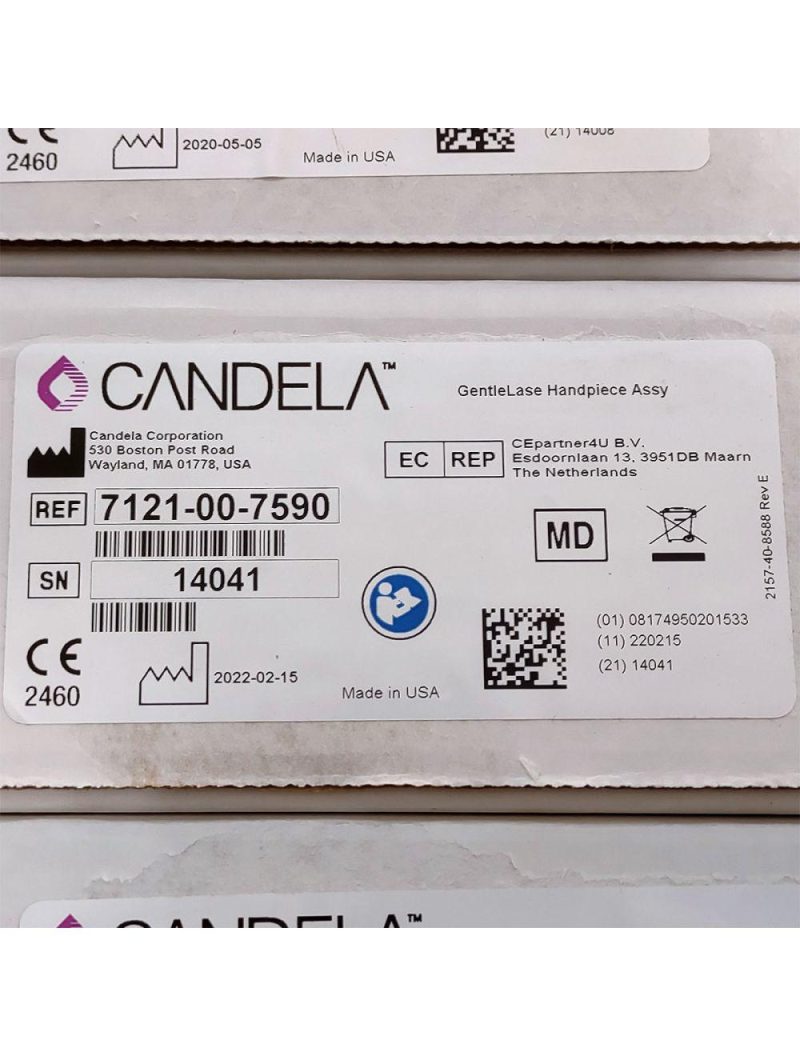 CE
2460
2020-05-05
Made in USA
(21) 14008
CANDELA™
GentleLase Handpiece Assy
Candela Corporation
530 Boston Post Road
Wayland, MA 01778, USA
EC REP
CEpartner4U B.V.
Esdoornlaan 13, 3951DB Maarn
The Netherlands
REF 7121-00-7590
MD
2157-40-8588 Rev E
SN 14041
(01) 08174950201533
(11) 220215
(21) 14041
CE
2460
2022-02-15
Made in USA
CANDELA™